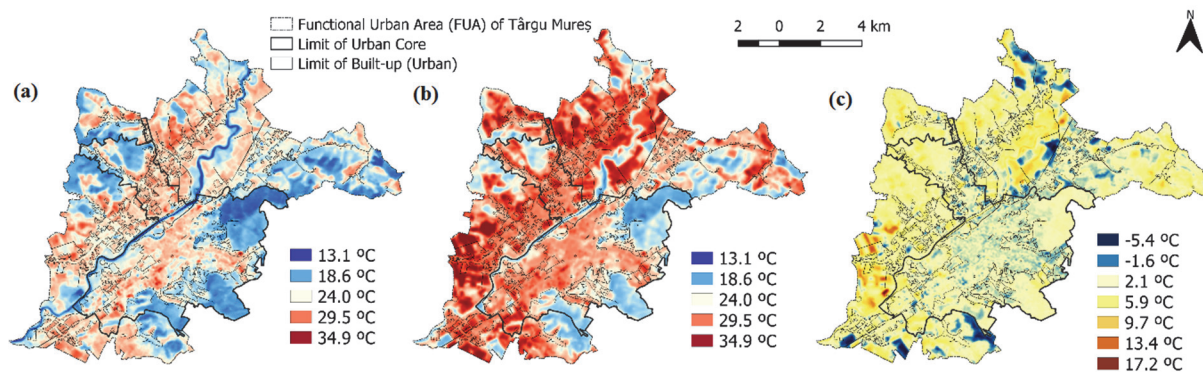 Functional Urban Area (FUA) of Târgu Mureș
Limit of Urban Core
Limit of Built-up (Urban)
2 0 2 4 km
N
(a)
(b)
(c)
13.1 ºC
18.6 ºC
24.0 ºC
29.5 ºC
34.9 ºC
13.1 ºC
18.6 ºC
24.0 ºC
29.5 ºC
34.9 ºC
-5.4 ºC
-1.6 ºC
2.1 ºC
5.9 ºC
9.7 ºC
13.4 ºC
17.2 ºC